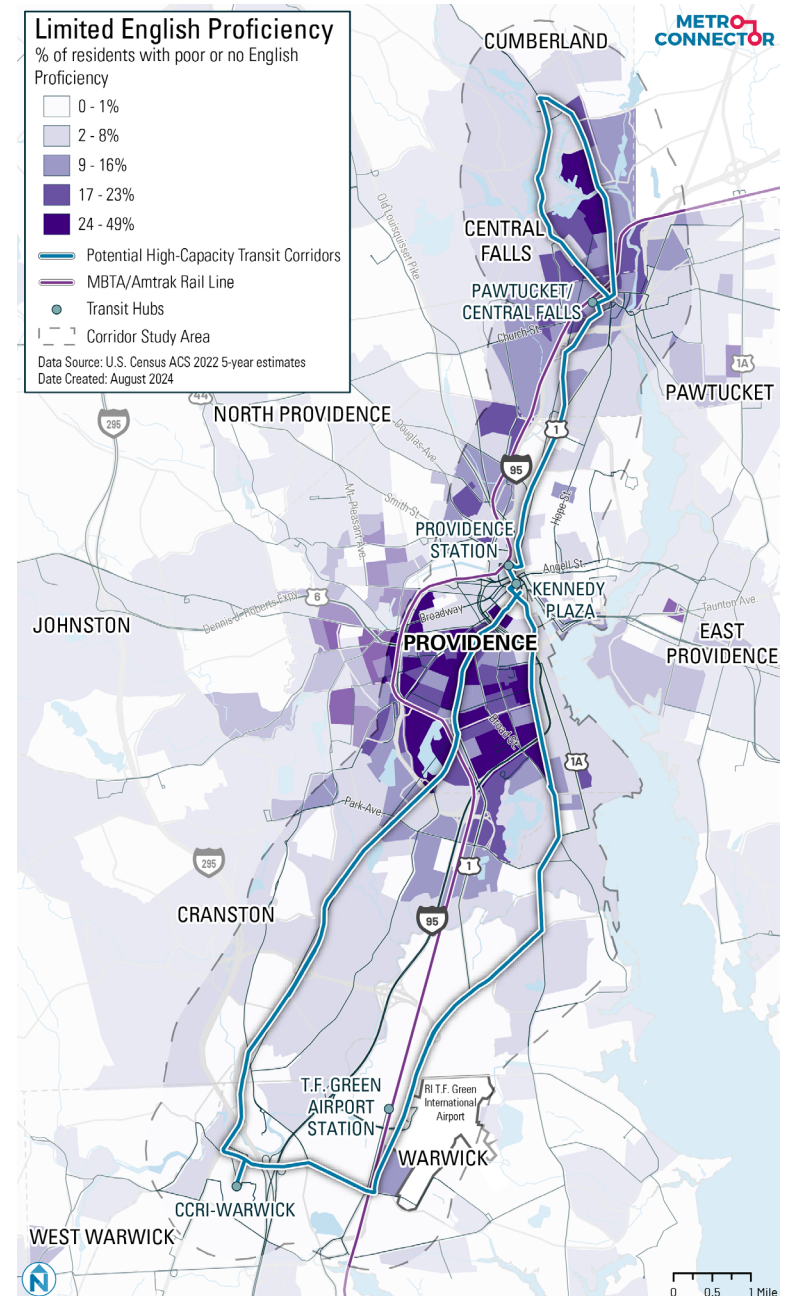 Limited English Proficiency
% of residents with poor or no English
Proficiency
0 - 1%
2 - 8%
9 - 16%
17 - 23%
24 - 49%
Potential High-Capacity Transit Corridors
MBTA/Amtrak Rail Line
Transit Hubs
Corridor Study Area
Data Source: U.S. Census ACS 2022 5-year estimates
Date Created: August 2024
METRO
CONNECTOR
CUMBERLAND
Old Louisquisset Pike
CENTRAL
FALLS
PAWTUCKET/
CENTRAL FALLS
Church St.
1A
PAWTUCKET
44
NORTH PROVIDENCE
295
Douglas Ave.
1
95
Smith St.
Mt. Pleasant Ave.
Hope St.
PROVIDENCE
STATION
Angell St.
KENNEDY
PLAZA
6
Dennis J. Roberts Expy.
Broadway
Taunton Ave.
JOHNSTON
PROVIDENCE
EAST
PROVIDENCE
Broad St.
1A
Park Ave.
295
1
CRANSTON
95
T.F. GREEN
AIRPORT
STATION
RI T.F. Green
International
Airport
WARWICK
CCRI-WARWICK
WEST WARWICK
N
0 0.5 1 Mile